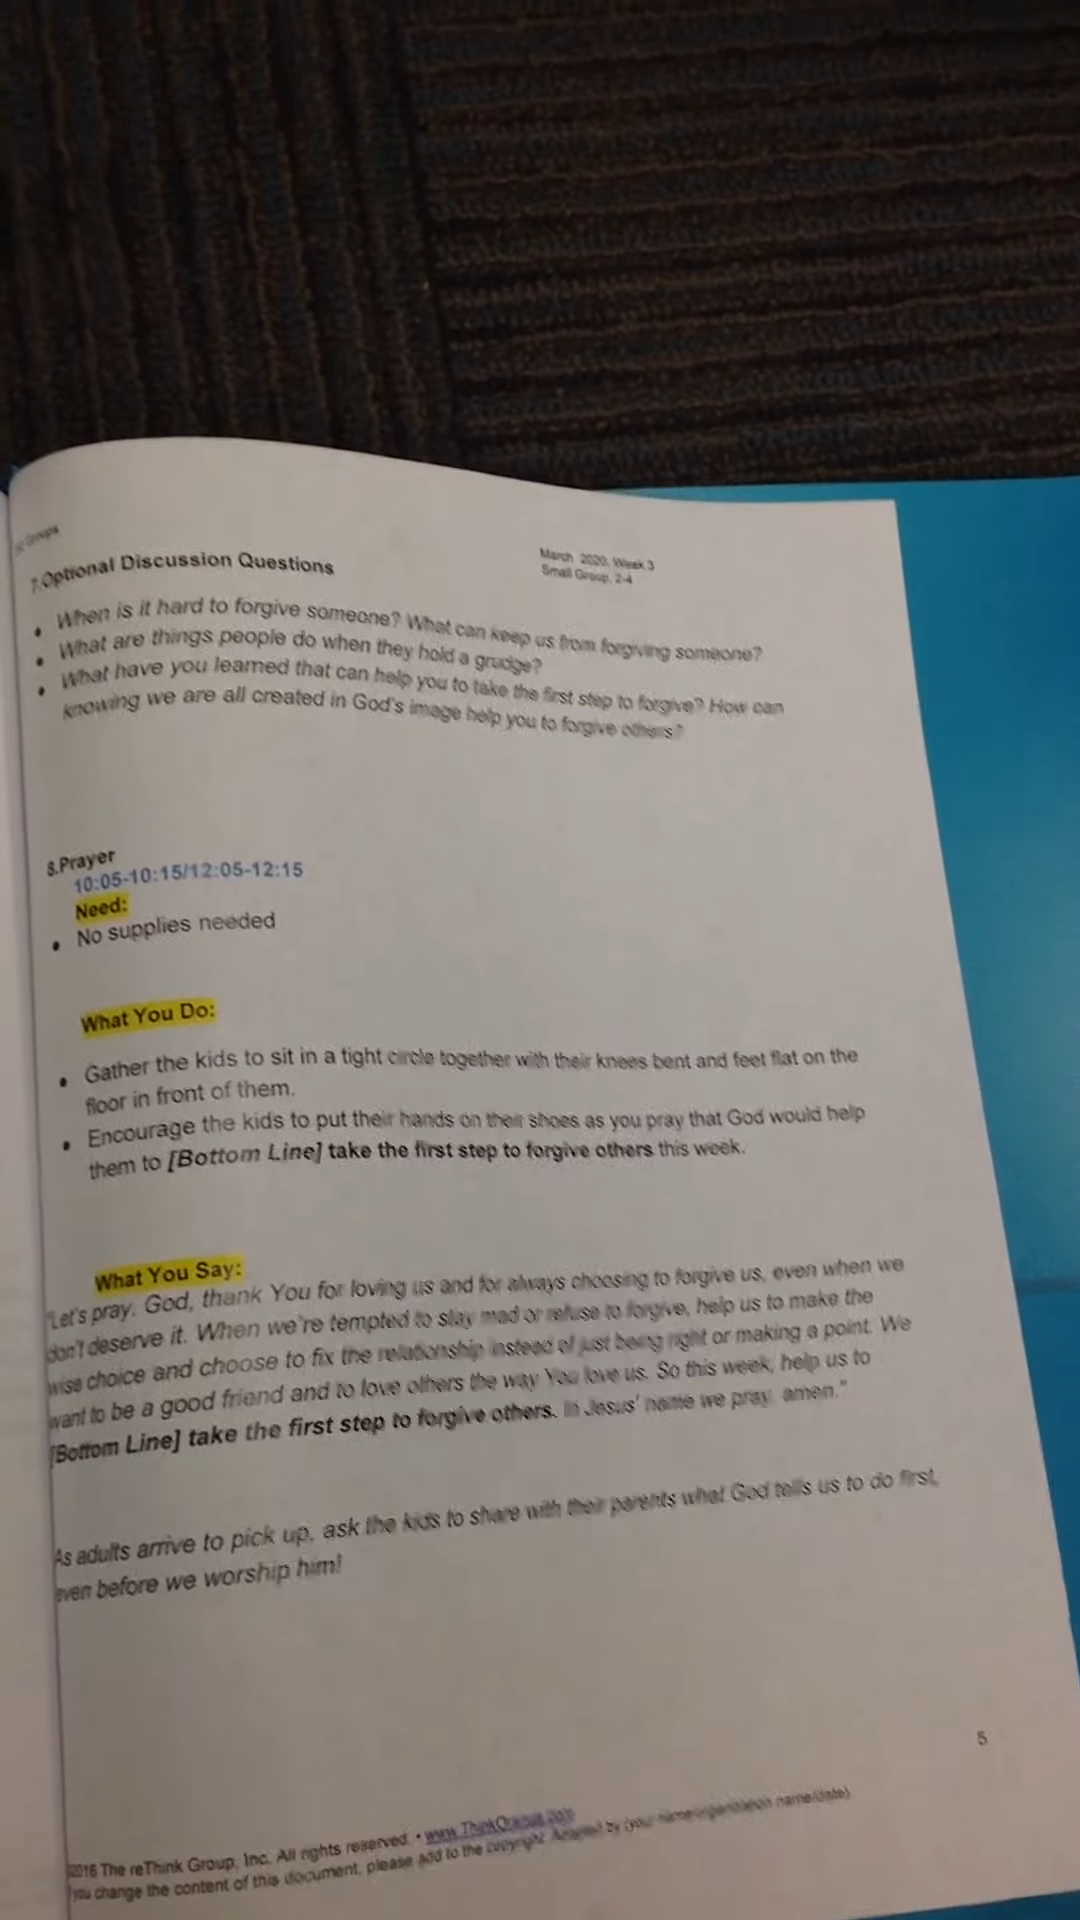 Groups
March 2020, Week 3
Small Group, 2-4
7.Optional Discussion Questions
• When is it hard to forgive someone? What can keep us from forgiving someone?
• What are things people do when they hold a grudge?
• What have you learned that can help you to take the first step to forgive? How can
knowing we are all created in God's image help you to forgive others?
8.Prayer
10:05-10:15/12:05-12:15
Need:
• No supplies needed
What You Do:
• Gather the kids to sit in a tight circle together with their knees bent and feet flat on the
floor in front of them.
• Encourage the kids to put their hands on their shoes as you pray that God would help
them to [Bottom Line] take the first step to forgive others this week.
What You Say:
"Let's pray. God, thank You for loving us and for always choosing to forgive us, even when we
don't deserve it. When we're tempted to stay mad or refuse to forgive, help us to make the
wise choice and choose to fix the relationship instead of just being right or making a point. We
want to be a good friend and to love others the way You love us. So this week, help us to
[Bottom Line] take the first step to forgive others. In Jesus' name we pray, amen."
As adults arrive to pick up, ask the kids to share with their parents what God tells us to do first,
even before we worship him!
5
2016 The reThink Group, Inc. All rights reserved. • www.ThinkOrange.com
you change the content of this document, please add to the copyright: Adapted by (your name/organization name/date)